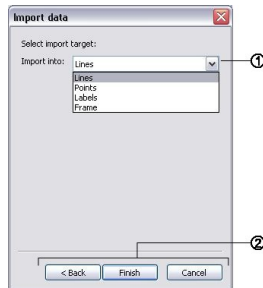 Import data
Select import target:
Import into: Lines
①
Lines
Points
Labels
Frame
②
< Back Finish Cancel